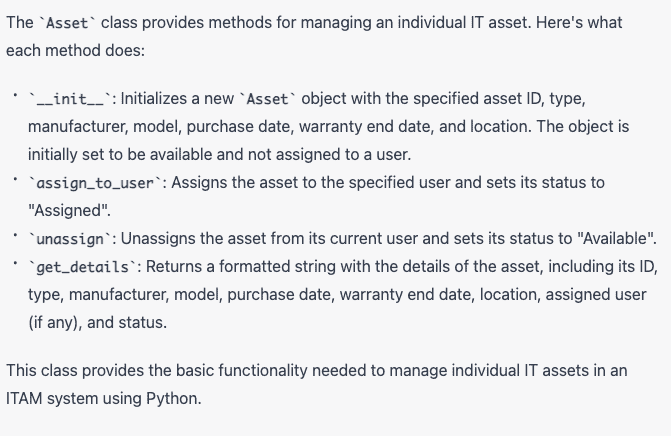 The `Asset` class provides methods for managing an individual IT asset. Here's what
each method does:
• `__init__`: Initializes a new `Asset` object with the specified asset ID, type,
manufacturer, model, purchase date, warranty end date, and location. The object is
initially set to be available and not assigned to a user.
• `assign_to_user`: Assigns the asset to the specified user and sets its status to
"Assigned".
• `unassign`: Unassigns the asset from its current user and sets its status to "Available".
• `get_details`: Returns a formatted string with the details of the asset, including its ID,
type, manufacturer, model, purchase date, warranty end date, location, assigned user
(if any), and status.
This class provides the basic functionality needed to manage individual IT assets in an
ITAM system using Python.